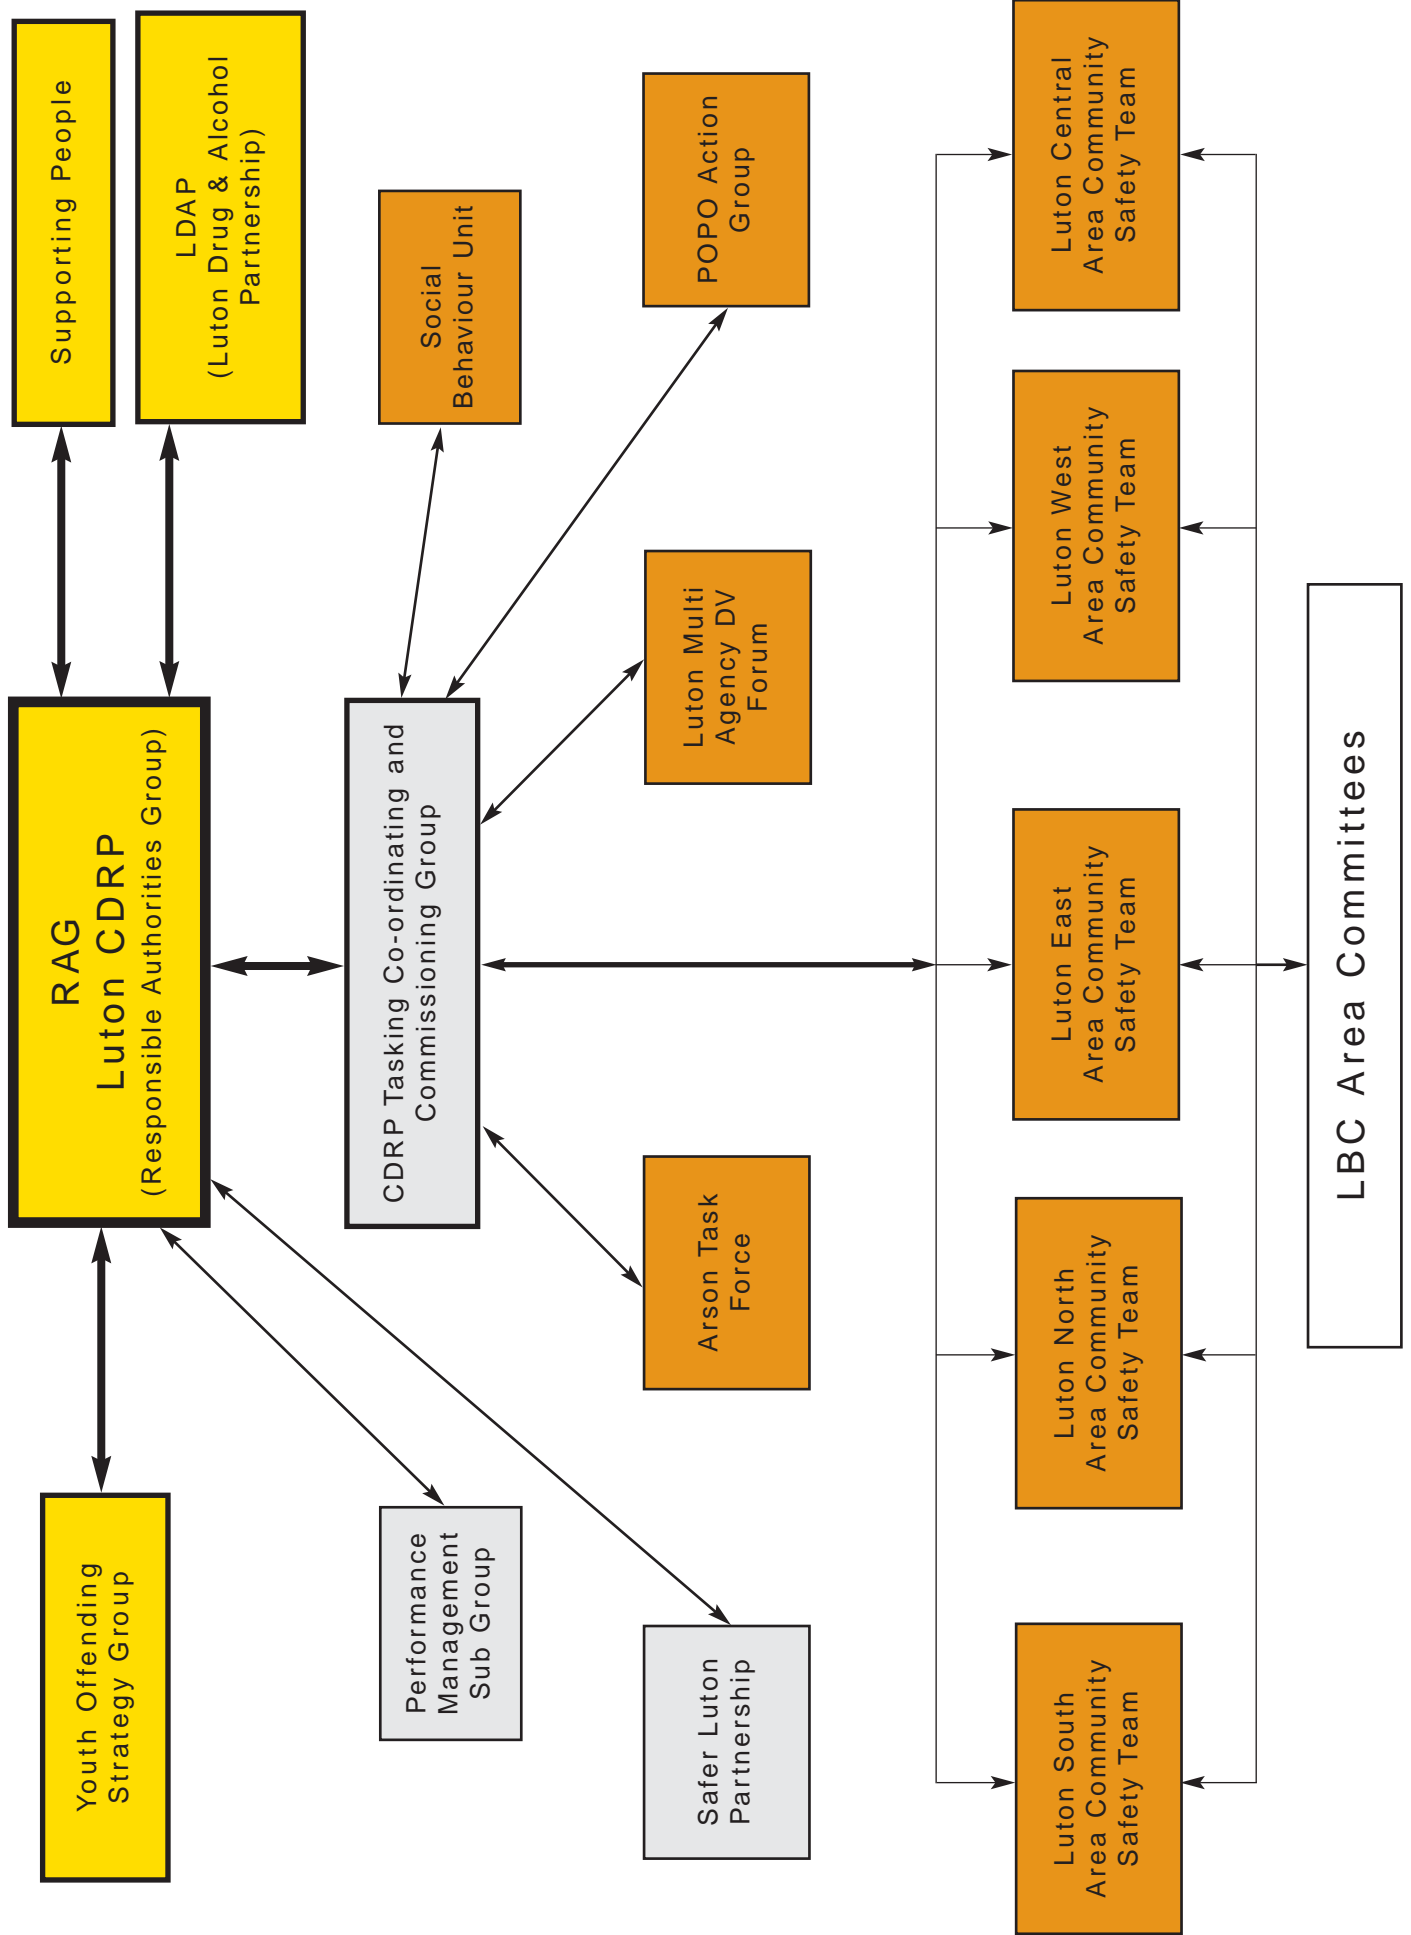 Youth Offending
Strategy Group
RAG
Luton CDRP
(Responsible Authorities Group)
Supporting People
LDAP
(Luton Drug & Alcohol
Partnership)
Performance
Management
Sub Group
CDRP Tasking Co-ordinating and
Commissioning Group
Social
Behaviour Unit
Safer Luton
Partnership
Arson Task
Force
Luton Multi
Agency DV
Forum
POPO Action
Group
Luton South
Area Community
Safety Team
Luton North
Area Community
Safety Team
Luton East
Area Community
Safety Team
Luton West
Area Community
Safety Team
Luton Central
Area Community
Safety Team
LBC Area Committees